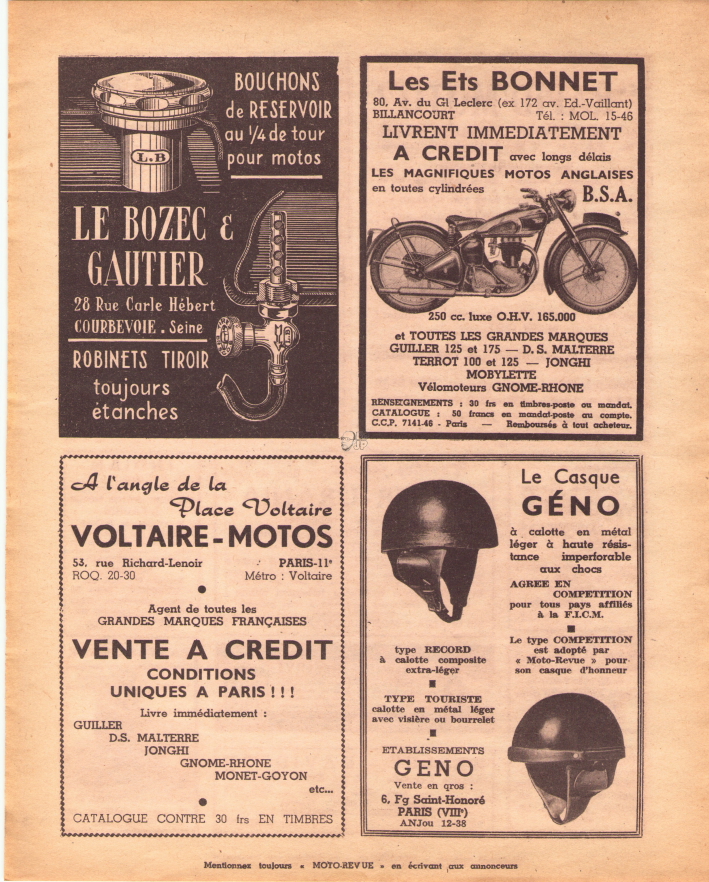 BOUCHONS
de RESERVOIR
au 1/4 de tour
pour motos
L.B
LE BOZEC &
GAUTIER
28 Rue Carle Hébert
COURBEVOIE . Seine
ROBINETS TIROIR
toujours
étanches
Les Ets BONNET
80, Av. du Gl Leclerc (ex 172 av. Ed.-Vaillant)
BILLANCOURT Tél. : MOL. 15-46
LIVRENT IMMEDIATEMENT
A CREDIT avec longs délais
LES MAGNIFIQUES MOTOS ANGLAISES
en toutes cylindrées
B.S.A.
250 cc. luxe O.H.V. 165.000
et TOUTES LES GRANDES MARQUES
GUILLER 125 et 175 — D. S. MALTERRE
TERROT 100 et 125 — JONGHI
MOBYLETTE
Vélomoteurs GNOME-RHONE
RENSEIGNEMENTS : 30 frs en timbres-poste ou mandat.
CATALOGUE : 50 francs en mandat-poste au compte.
C.C.P. 7141-46 - Paris — Remboursés à tout acheteur.
A l'angle de la
Place Voltaire
VOLTAIRE-MOTOS
53, rue Richard-Lenoir PARIS-11e
ROQ. 20-30 Métro : Voltaire
Agent de toutes les
GRANDES MARQUES FRANÇAISES
VENTE A CREDIT
CONDITIONS
UNIQUES A PARIS ! ! !
Livre immédiatement :
GUILLER
D.S. MALTERRE
JONGHI
GNOME-RHONE
MONET-GOYON
etc...
CATALOGUE CONTRE 30 frs EN TIMBRES
Le Casque
GÉNO
à calotte en métal
léger à haute résis-
tance imperforable
aux chocs
AGREE EN
COMPETITION
pour tous pays affiliés
à la F.I.C.M.
Le type COMPETITION
est adopté par
« Moto-Revue » pour
son casque d'honneur
type RECORD
à calotte composite
extra-léger
TYPE TOURISTE
calotte en métal léger
avec visière ou bourrelet
ETABLISSEMENTS
GENO
Vente en gros :
6, Fg Saint-Honoré
PARIS (VIIIe)
ANJou 12-38
Mentionnez toujours « MOTO-REVUE » en écrivant aux annonceurs